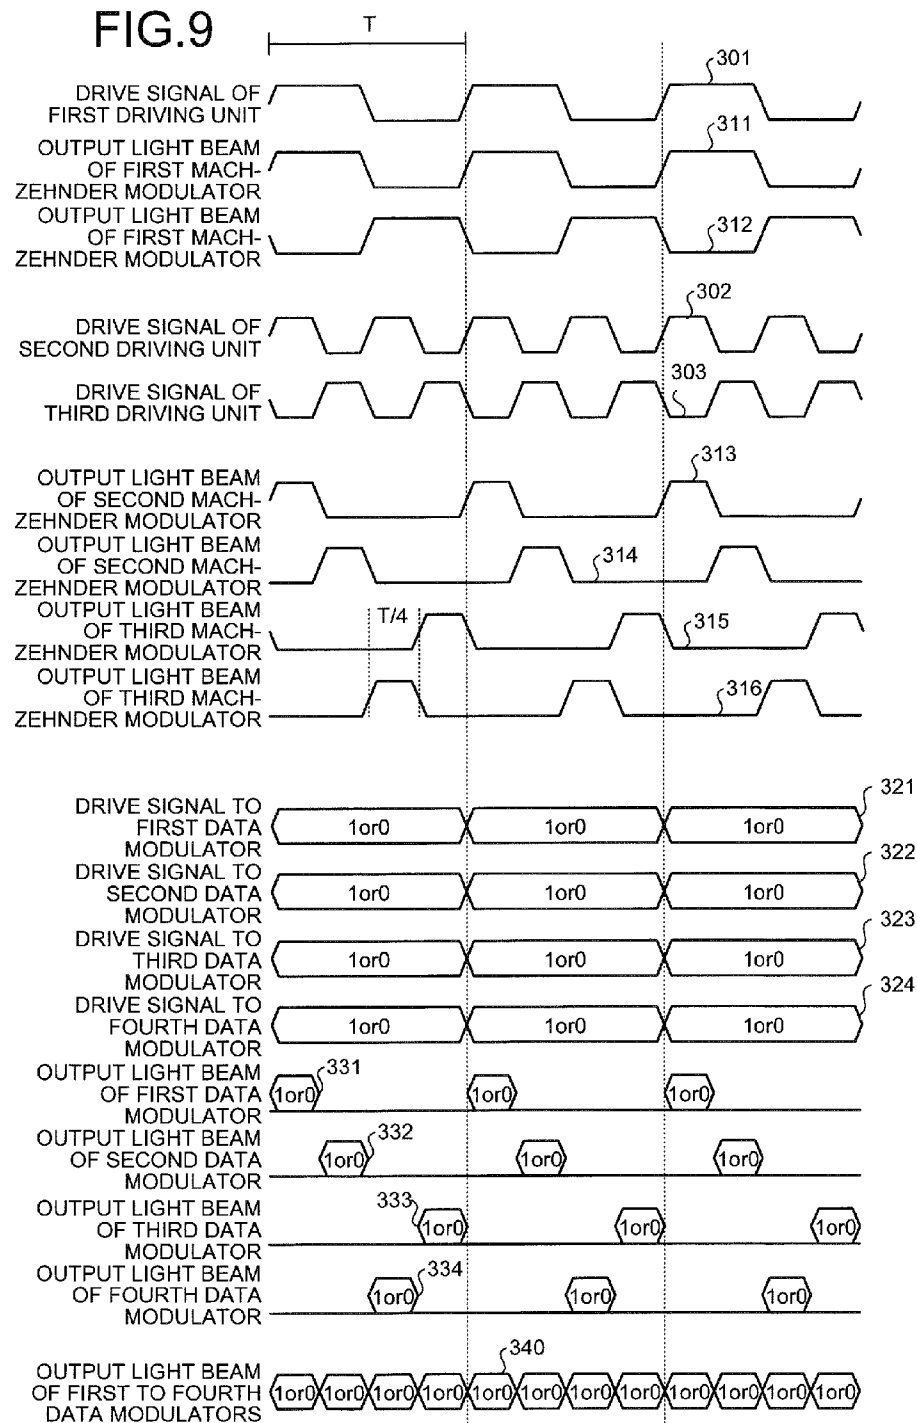 FIG.9
T
DRIVE SIGNAL OF
FIRST DRIVING UNIT
301
OUTPUT LIGHT BEAM
OF FIRST MACH-
ZEHNDER MODULATOR
311
OUTPUT LIGHT BEAM
OF FIRST MACH-
ZEHNDER MODULATOR
312
DRIVE SIGNAL OF
SECOND DRIVING UNIT
302
DRIVE SIGNAL OF
THIRD DRIVING UNIT
303
OUTPUT LIGHT BEAM
OF SECOND MACH-
ZEHNDER MODULATOR
313
OUTPUT LIGHT BEAM
OF SECOND MACH-
ZEHNDER MODULATOR
314
OUTPUT LIGHT BEAM
OF THIRD MACH-
ZEHNDER MODULATOR
T/4
315
OUTPUT LIGHT BEAM
OF THIRD MACH-
ZEHNDER MODULATOR
316
DRIVE SIGNAL TO
FIRST DATA
MODULATOR
1or0 1or0 1or0
321
DRIVE SIGNAL TO
SECOND DATA
MODULATOR
1or0 1or0 1or0
322
DRIVE SIGNAL TO
THIRD DATA
MODULATOR
1or0 1or0 1or0
323
DRIVE SIGNAL TO
FOURTH DATA
MODULATOR
1or0 1or0 1or0
324
OUTPUT LIGHT BEAM
OF FIRST DATA
MODULATOR
331
1or0 1or0 1or0
OUTPUT LIGHT BEAM
OF SECOND DATA
MODULATOR
332
1or0 1or0 1or0
OUTPUT LIGHT BEAM
OF THIRD DATA
MODULATOR
333
1or0 1or0 1or0
OUTPUT LIGHT BEAM
OF FOURTH DATA
MODULATOR
334
1or0 1or0 1or0
OUTPUT LIGHT BEAM
OF FIRST TO FOURTH
DATA MODULATORS
340
1or0 1or0 1or0 1or0 1or0 1or0 1or0 1or0 1or0 1or0 1or0 1or0